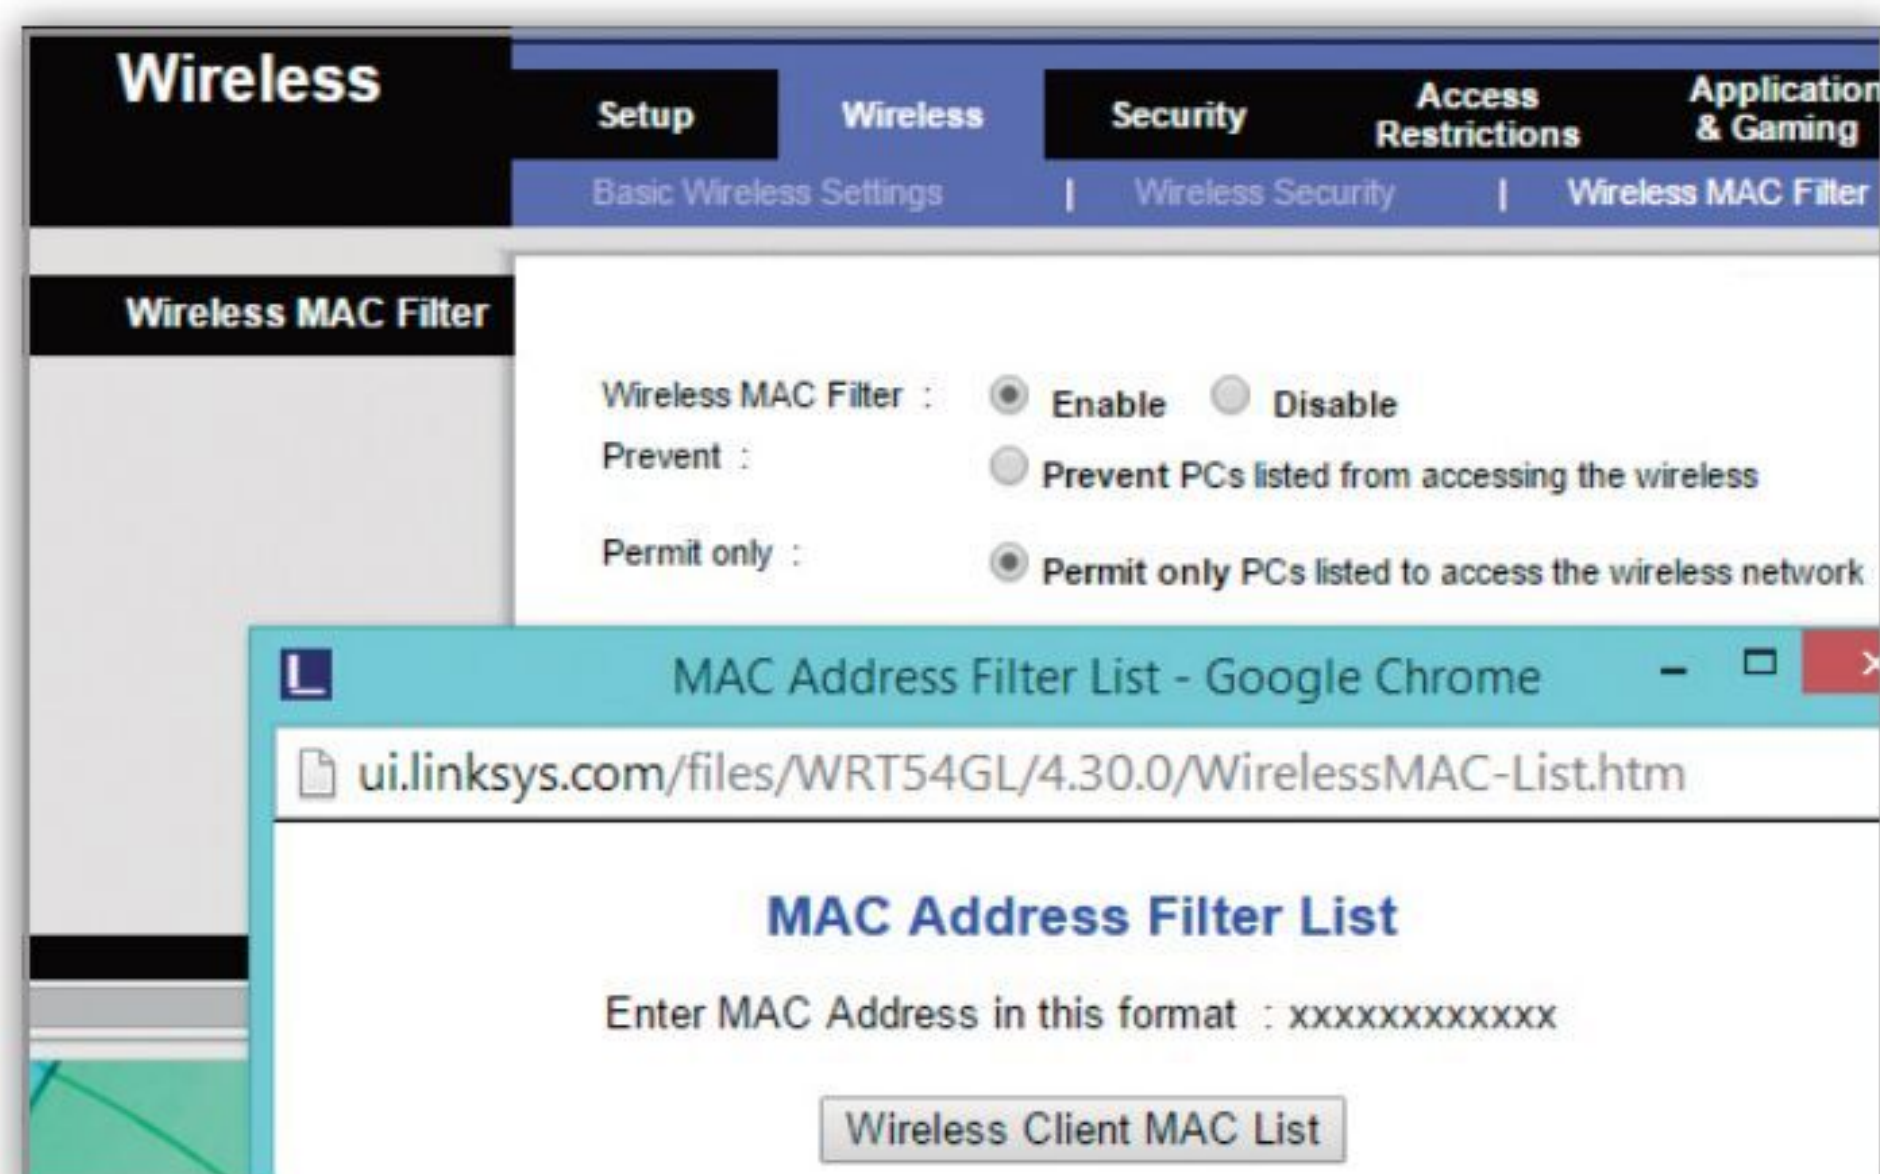 Wireless
Setup Wireless Security Access Restrictions Application & Gaming
Basic Wireless Settings | Wireless Security | Wireless MAC Filter
Wireless MAC Filter
Wireless MAC Filter : Enable Disable
Prevent : Prevent PCs listed from accessing the wireless
Permit only : Permit only PCs listed to access the wireless network
L MAC Address Filter List - Google Chrome
ui.linksys.com/files/WRT54GL/4.30.0/WirelessMAC-List.htm
MAC Address Filter List
Enter MAC Address in this format : xxxxxxxxxxxx
Wireless Client MAC List